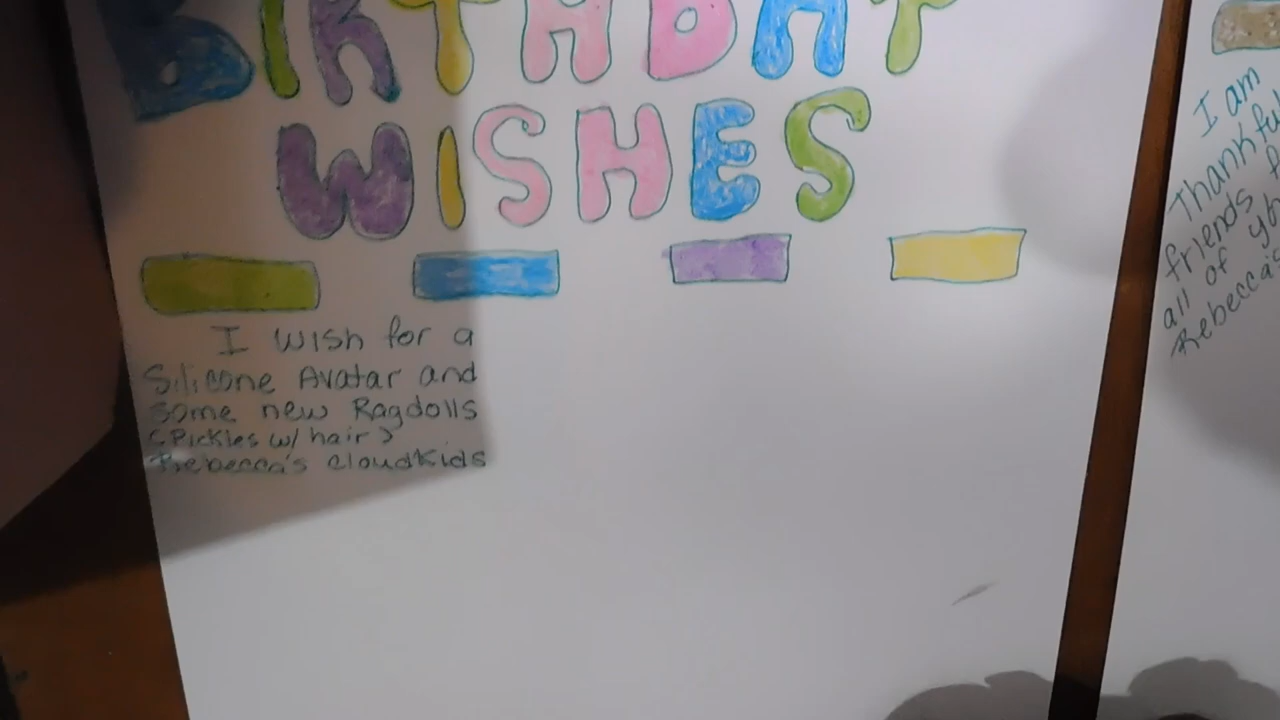 BIRTHDAY
WISHES
I wish for a
Silicone Avatar and
some new Ragdolls
(Pickles w/ hair)
Rebecca's cloudkids
I am
Thankful
friends f
all of yo
Rebecca's